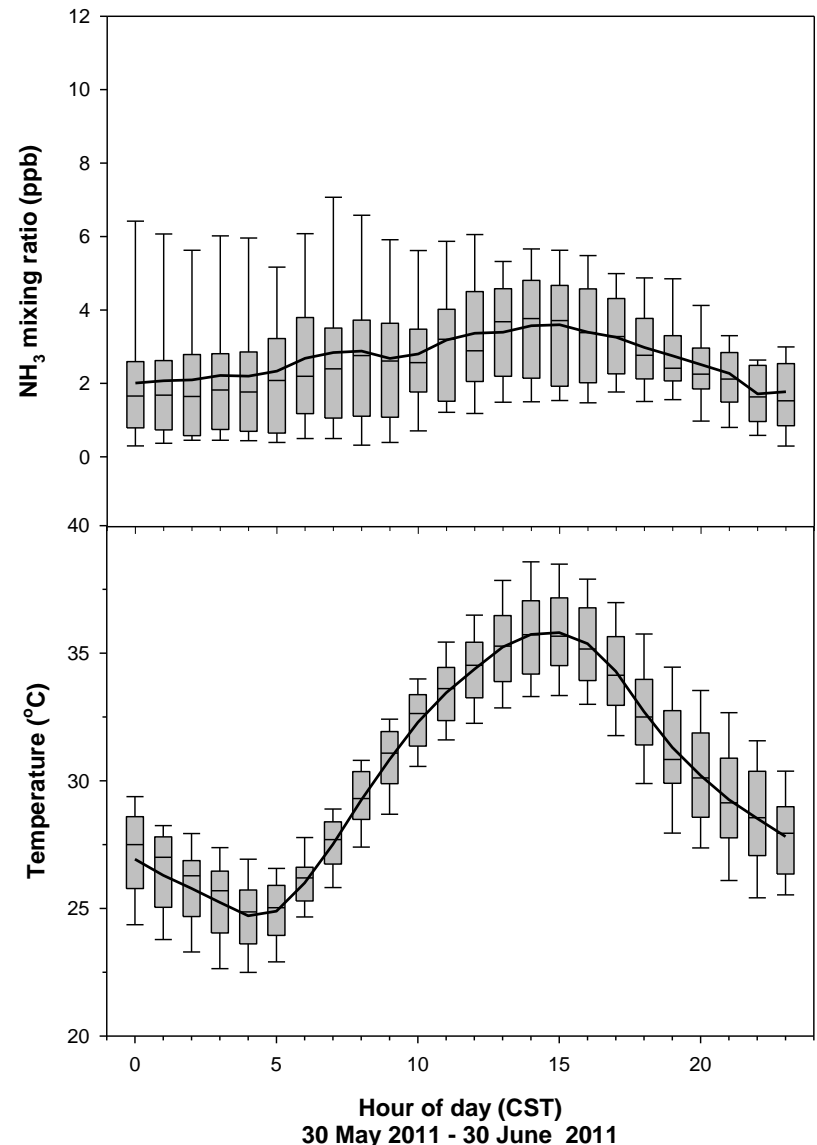 12
10
8
6
4
2
0
NH₃ mixing ratio (ppb)
40
35
30
25
20
Temperature (°C)
0 5 10 15 20
Hour of day (CST)
30 May 2011 - 30 June 2011